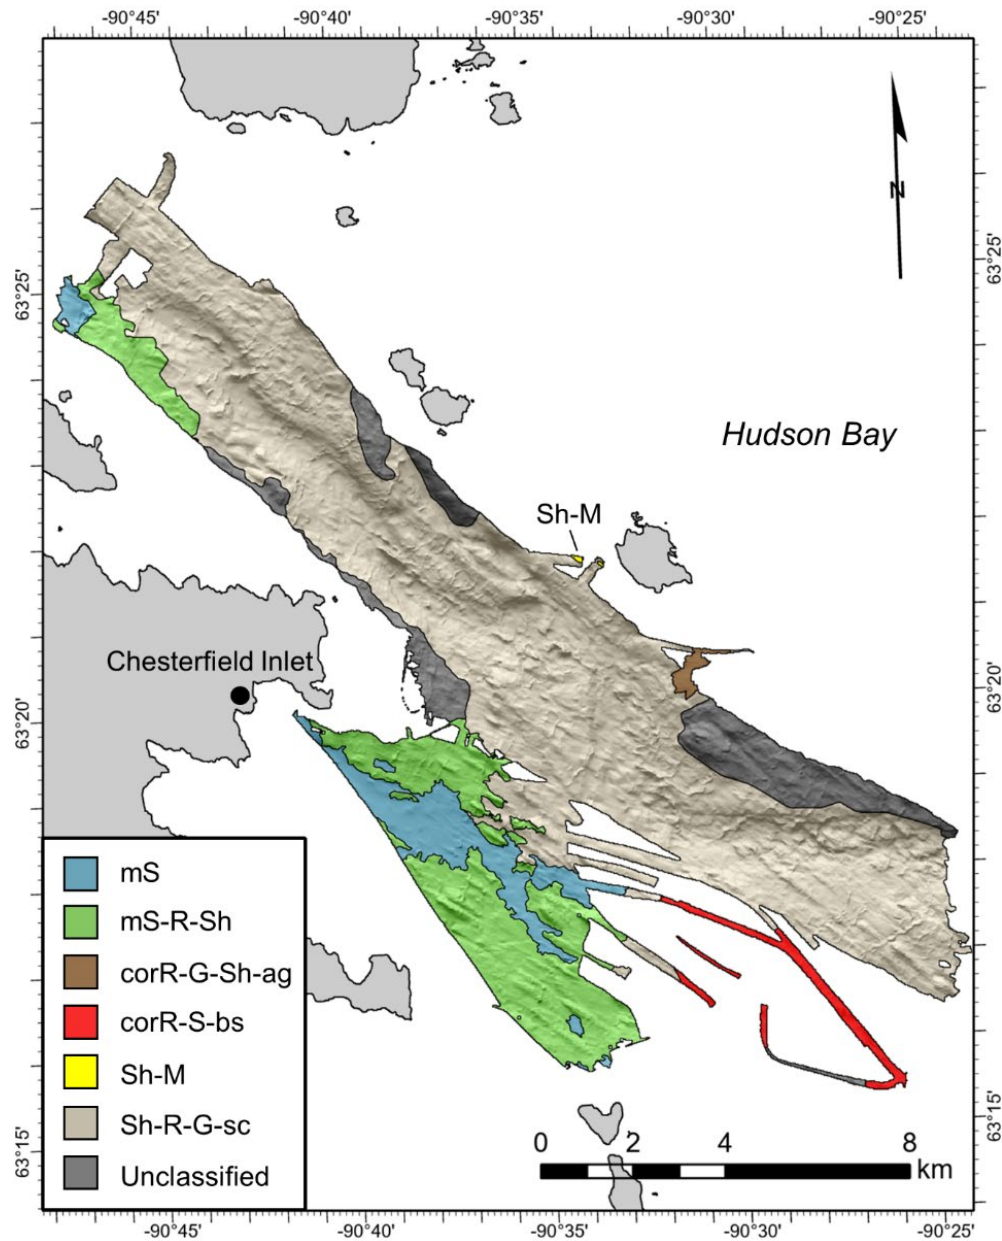 -90°45' -90°40' -90°35' -90°30' -90°25'
N
63°25' 63°25'
Hudson Bay
Sh-M
Chesterfield Inlet
63°20' 63°20'
mS
mS-R-Sh
corR-G-Sh-ag
corR-S-bs
Sh-M
Sh-R-G-sc
Unclassified
63°15' 63°15'
0 2 4 8
km
-90°45' -90°40' -90°35' -90°30' -90°25'